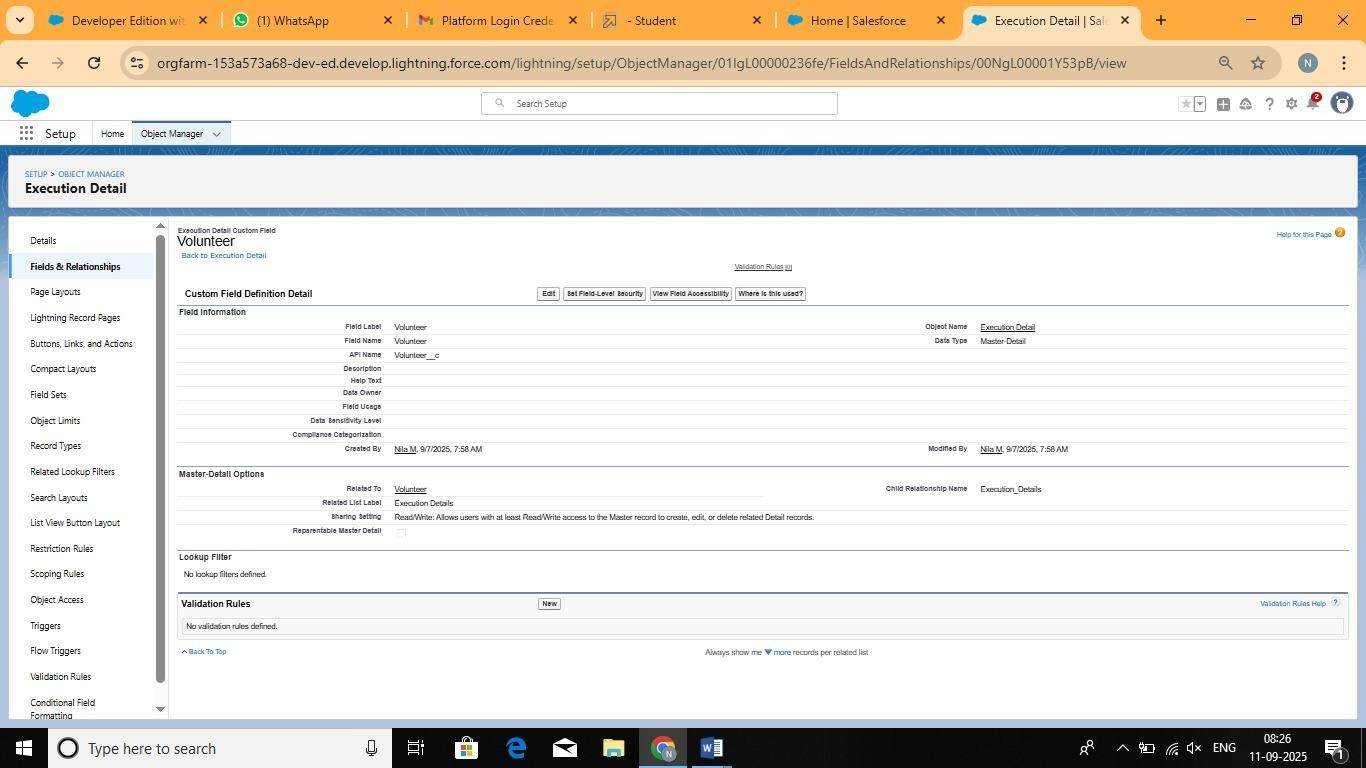 Developer Edition wit
(1) WhatsApp
Platform Login Crede
- Student
Home | Salesforce
Execution Detail | Sale
orgfarm-153a573a68-dev-ed.develop.lightning.force.com/lightning/setup/ObjectManager/01IgL00000236fe/FieldsAndRelationships/00NgL00001Y53pB/view
N
Search Setup
2
Setup
Home
Object Manager
SETUP > OBJECT MANAGER
Execution Detail
Details
Fields & Relationships
Page Layouts
Lightning Record Pages
Buttons, Links, and Actions
Compact Layouts
Field Sets
Object Limits
Record Types
Related Lookup Filters
Search Layouts
List View Button Layout
Restriction Rules
Scoping Rules
Object Access
Triggers
Flow Triggers
Validation Rules
Conditional Field
Formatting
Execution Detail Custom Field
Volunteer
Back to Execution Detail
Help for this Page
Validation Rules [0]
Custom Field Definition Detail
Edit
Set Field-Level Security
View Field Accessibility
Where is this used?
Field Information
Field Label Volunteer
Object Name Execution Detail
Field Name Volunteer
Data Type Master-Detail
API Name Volunteer__c
Description
Help Text
Data Owner
Field Usage
Data Sensitivity Level
Compliance Categorization
Created By Nila M, 9/7/2025, 7:58 AM
Modified By Nila M, 9/7/2025, 7:58 AM
Master-Detail Options
Related To Volunteer
Child Relationship Name Execution_Details
Related List Label Execution Details
Sharing Setting Read/Write: Allows users with at least Read/Write access to the Master record to create, edit, or delete related Detail records.
Reparentable Master Detail
Lookup Filter
No lookup filters defined.
Validation Rules
New
Validation Rules Help ?
No validation rules defined.
Back To Top
Always show me more records per related list
Type here to search
ENG
08:26
11-09-2025
1